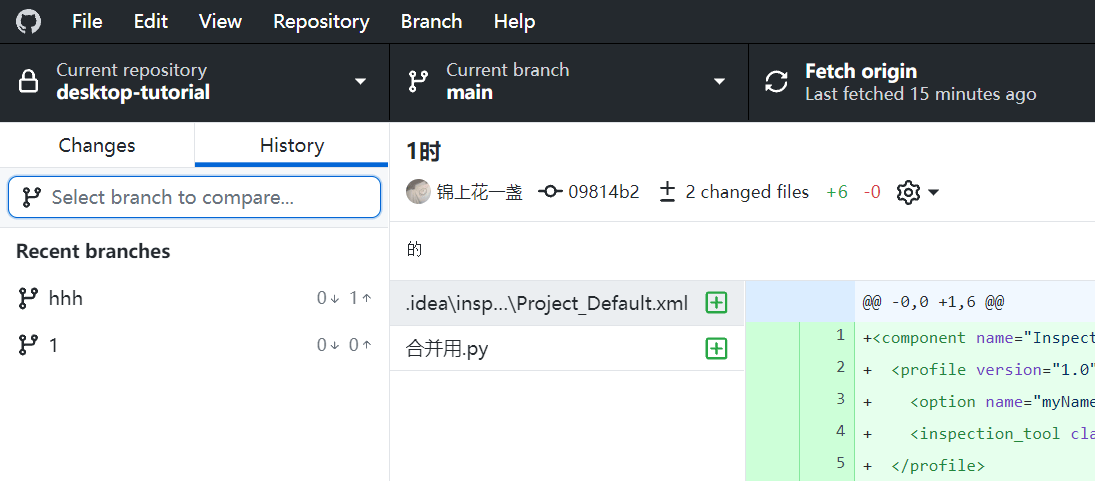 File Edit View Repository Branch Help
Current repository
desktop-tutorial
Current branch
main
Fetch origin
Last fetched 15 minutes ago
Changes
History
Select branch to compare...
Recent branches
hhh 0↓ 1↑
1 0↓ 0↑
1时
锦上花一盏 09814b2 2 changed files +6 -0
的
.idea\insp...\Project_Default.xml
合并用.py
@@ -0,0 +1,6 @@
1 +<component name="Inspect
2 + <profile version="1.0"
3 + <option name="myName
4 + <inspection_tool cla
5 + </profile>